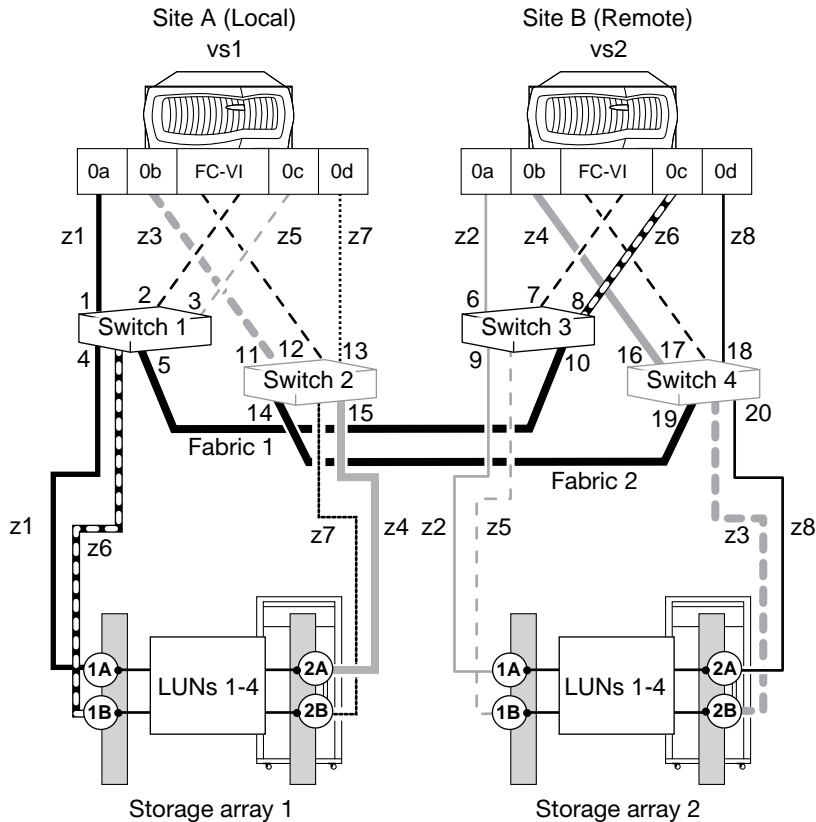 Site A (Local)
vs1
Site B (Remote)
vs2
0a 0b FC-VI 0c 0d
0a 0b FC-VI 0c 0d
z1 z3 z5 z7
z2 z4 z6 z8
1 2 3
Switch 1
4 5
11 12 13
Switch 2
14 15
6 7 8
Switch 3
9 10
16 17 18
Switch 4
19 20
Fabric 1
Fabric 2
z1 z6 z7 z4
z2 z5 z3 z8
1A LUNs 1-4 2A
1B 2B
1A LUNs 1-4 2A
1B 2B
Storage array 1
Storage array 2